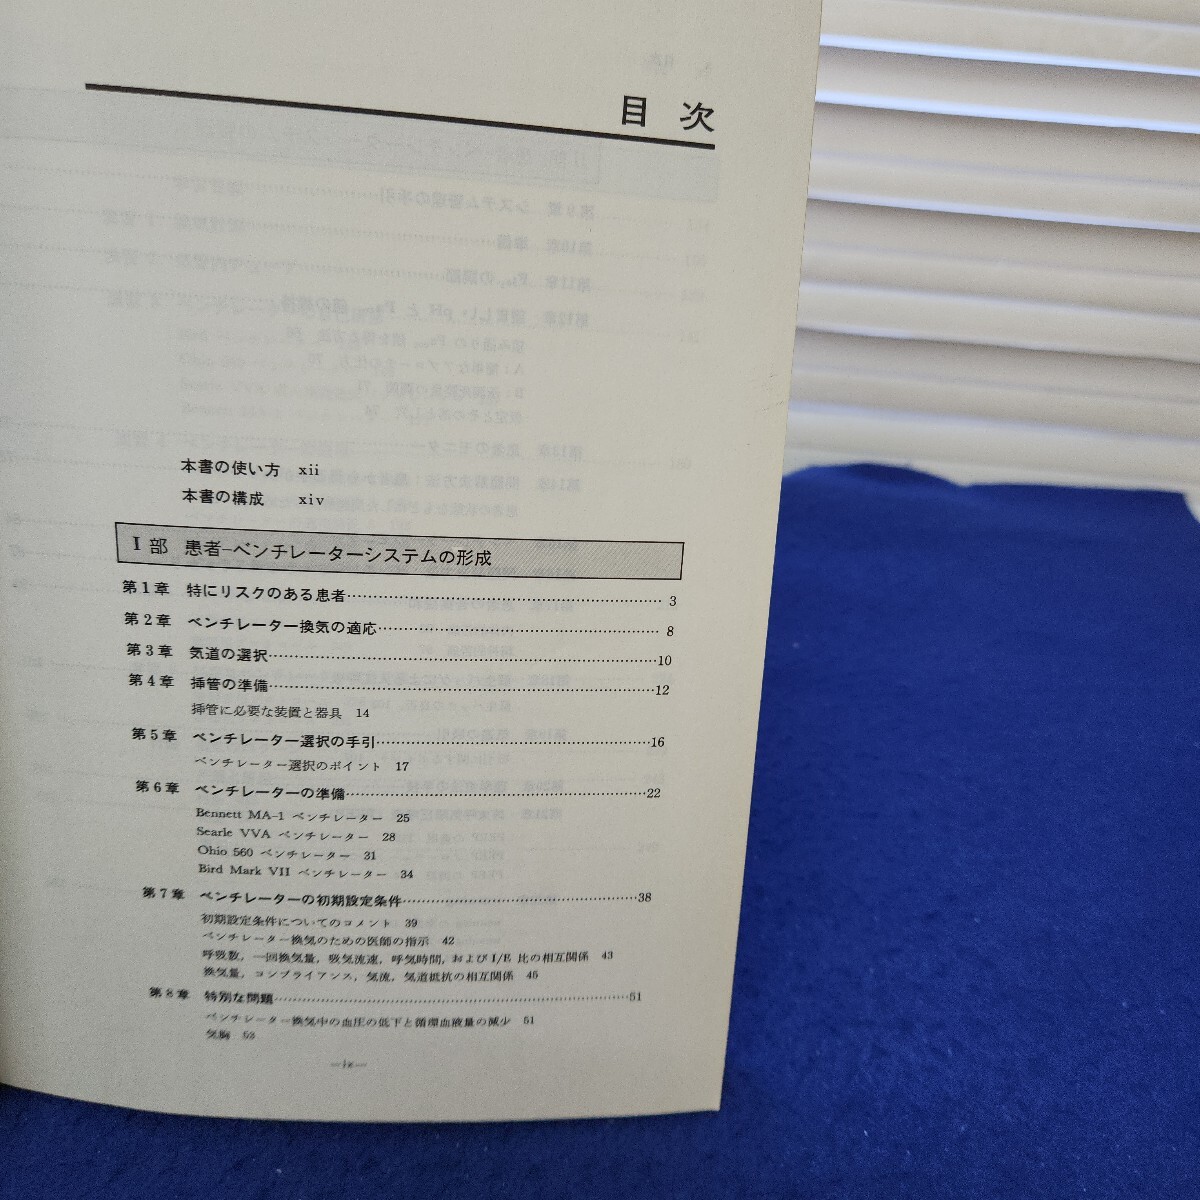 目 次
本書の使い方 xii
本書の構成 xiv
I 部 患者–ベンチレーターシステムの形成
第1章 特にリスクのある患者 3
第2章 ベンチレーター換気の適応 8
第3章 気道の選択 10
第4章 挿管の準備 12
挿管に必要な装置と器具 14
第5章 ベンチレーター選択の手引 16
ベンチレーター選択のポイント 17
第6章 ベンチレーターの準備 22
Bennett MA-1 ベンチレーター 25
Searle VVA ベンチレーター 28
Ohio 560 ベンチレーター 31
Bird Mark VII ベンチレーター 34
第7章 ベンチレーターの初期設定条件 38
初期設定条件についてのコメント 39
ベンチレーター換気のための医師の指示 42
呼吸数，一回換気量，吸気流速，呼気時間，および I/E 比の相互関係 43
換気量，コンプライアンス，気流，気道抵抗の相互関係 45
第8章 特別な問題 51
ベンチレーター換気中の血圧の低下と循環血液量の減少 51
気胸 53
—ix—